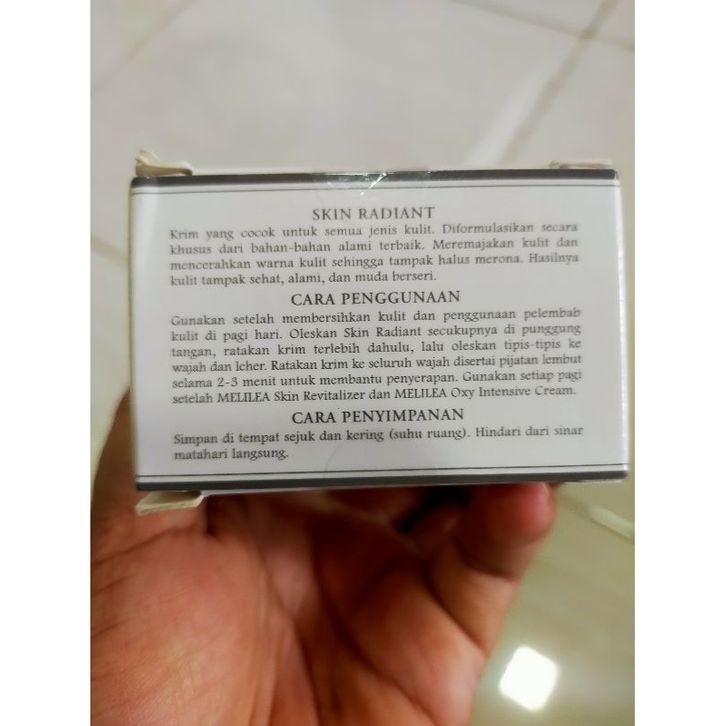 SKIN RADIANT
Krim yang cocok untuk semua jenis kulit. Diformulasikan secara
khusus dari bahan-bahan alami terbaik. Meremajakan kulit dan
mencerahkan warna kulit sehingga tampak halus merona. Hasilnya
kulit tampak sehat, alami, dan muda berseri.
CARA PENGGUNAAN
Gunakan setelah membersihkan kulit dan penggunaan pelembab
kulit di pagi hari. Oleskan Skin Radiant secukupnya di punggung
tangan, ratakan krim terlebih dahulu, lalu oleskan tipis-tipis ke
wajah dan leher. Ratakan krim ke seluruh wajah disertai pijatan lembut
selama 2-3 menit untuk membantu penyerapan. Gunakan setiap pagi
setelah MELILEA Skin Revitalizer dan MELILEA Oxy Intensive Cream.
CARA PENYIMPANAN
Simpan di tempat sejuk dan kering (suhu ruang). Hindari dari sinar
matahari langsung.